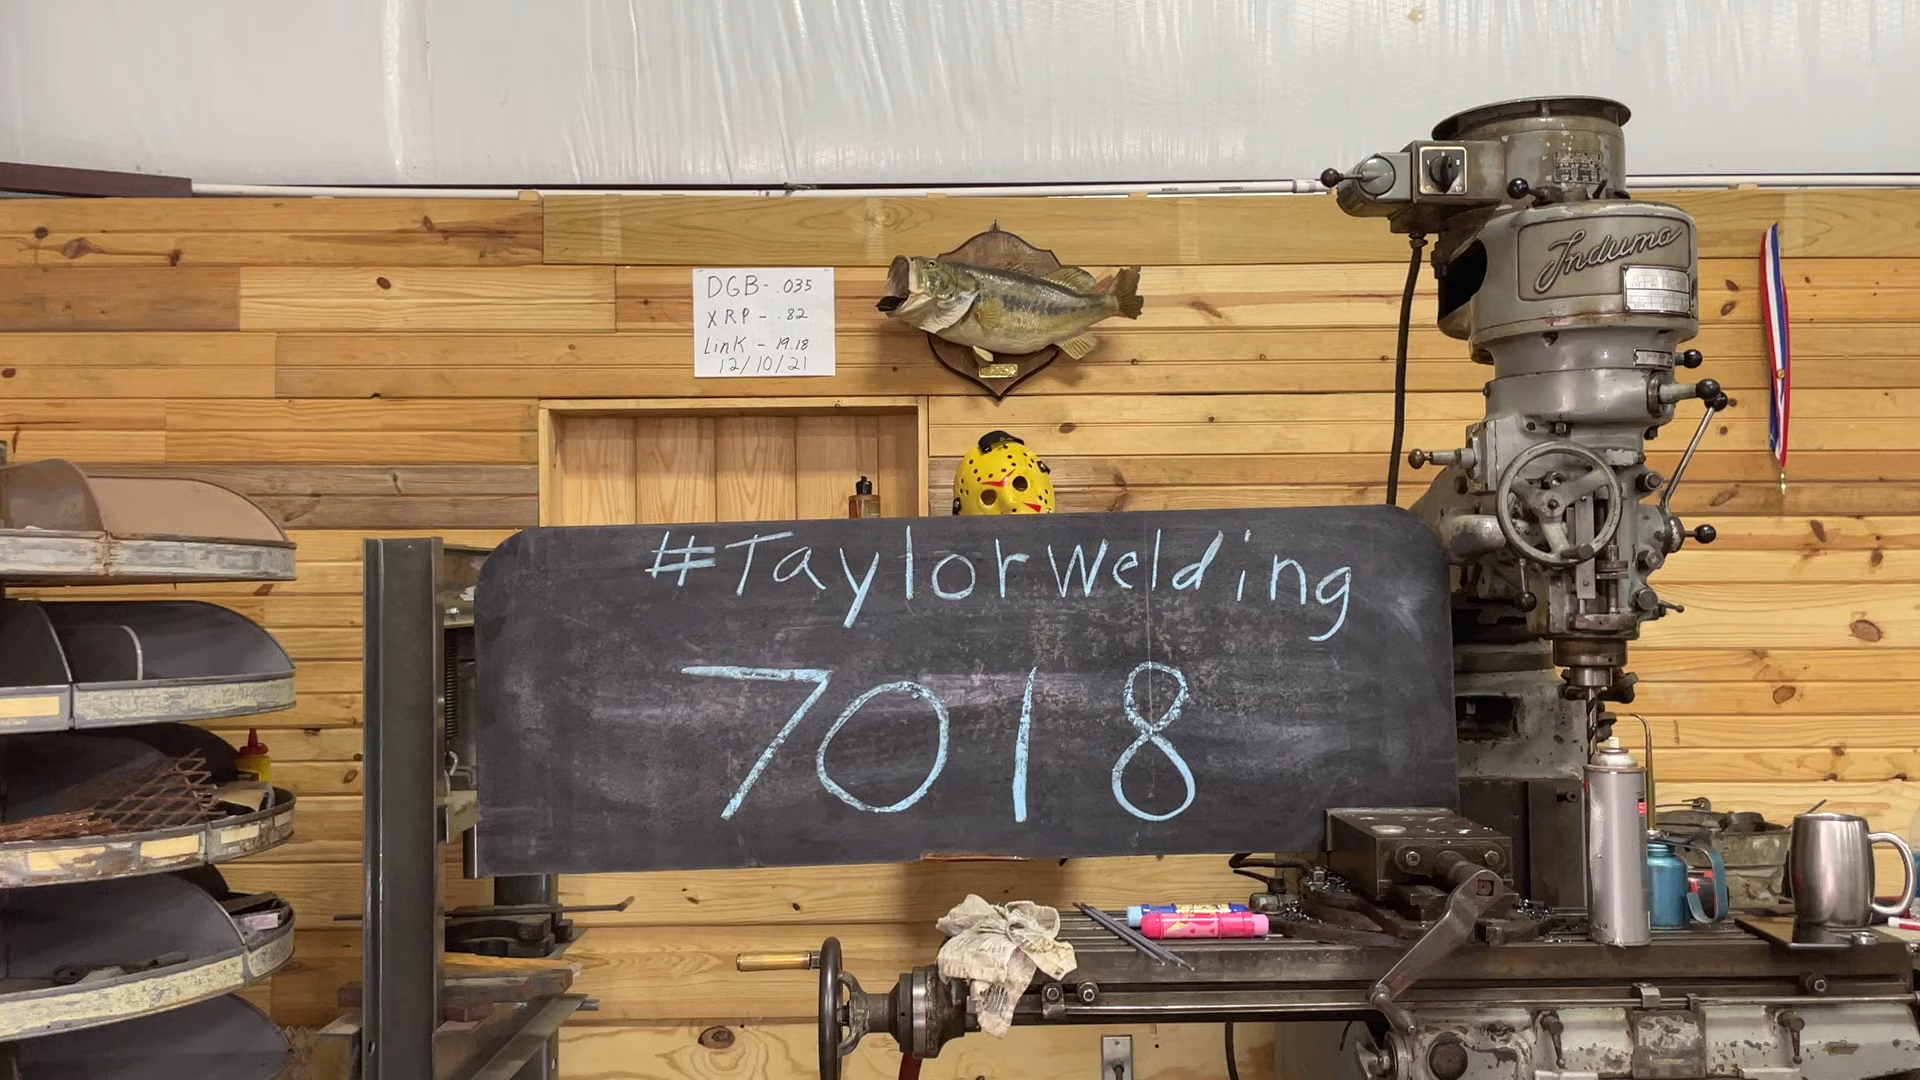 DGB - .035
XRP - .82
Link - 19.18
12/10/21
Induma
#TaylorWelding
7018